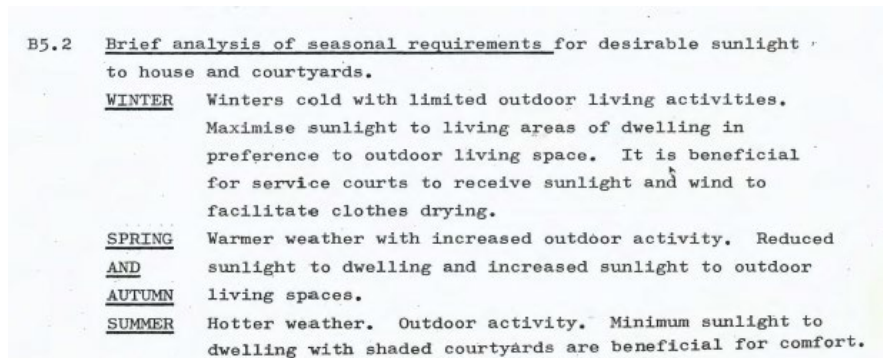 B5.2 Brief analysis of seasonal requirements for desirable sunlight
to house and courtyards.
WINTER Winters cold with limited outdoor living activities.
Maximise sunlight to living areas of dwelling in
preference to outdoor living space. It is beneficial
for service courts to receive sunlight and wind to
facilitate clothes drying.
SPRING Warmer weather with increased outdoor activity. Reduced
AND sunlight to dwelling and increased sunlight to outdoor
AUTUMN living spaces.
SUMMER Hotter weather. Outdoor activity. Minimum sunlight to
dwelling with shaded courtyards are beneficial for comfort.